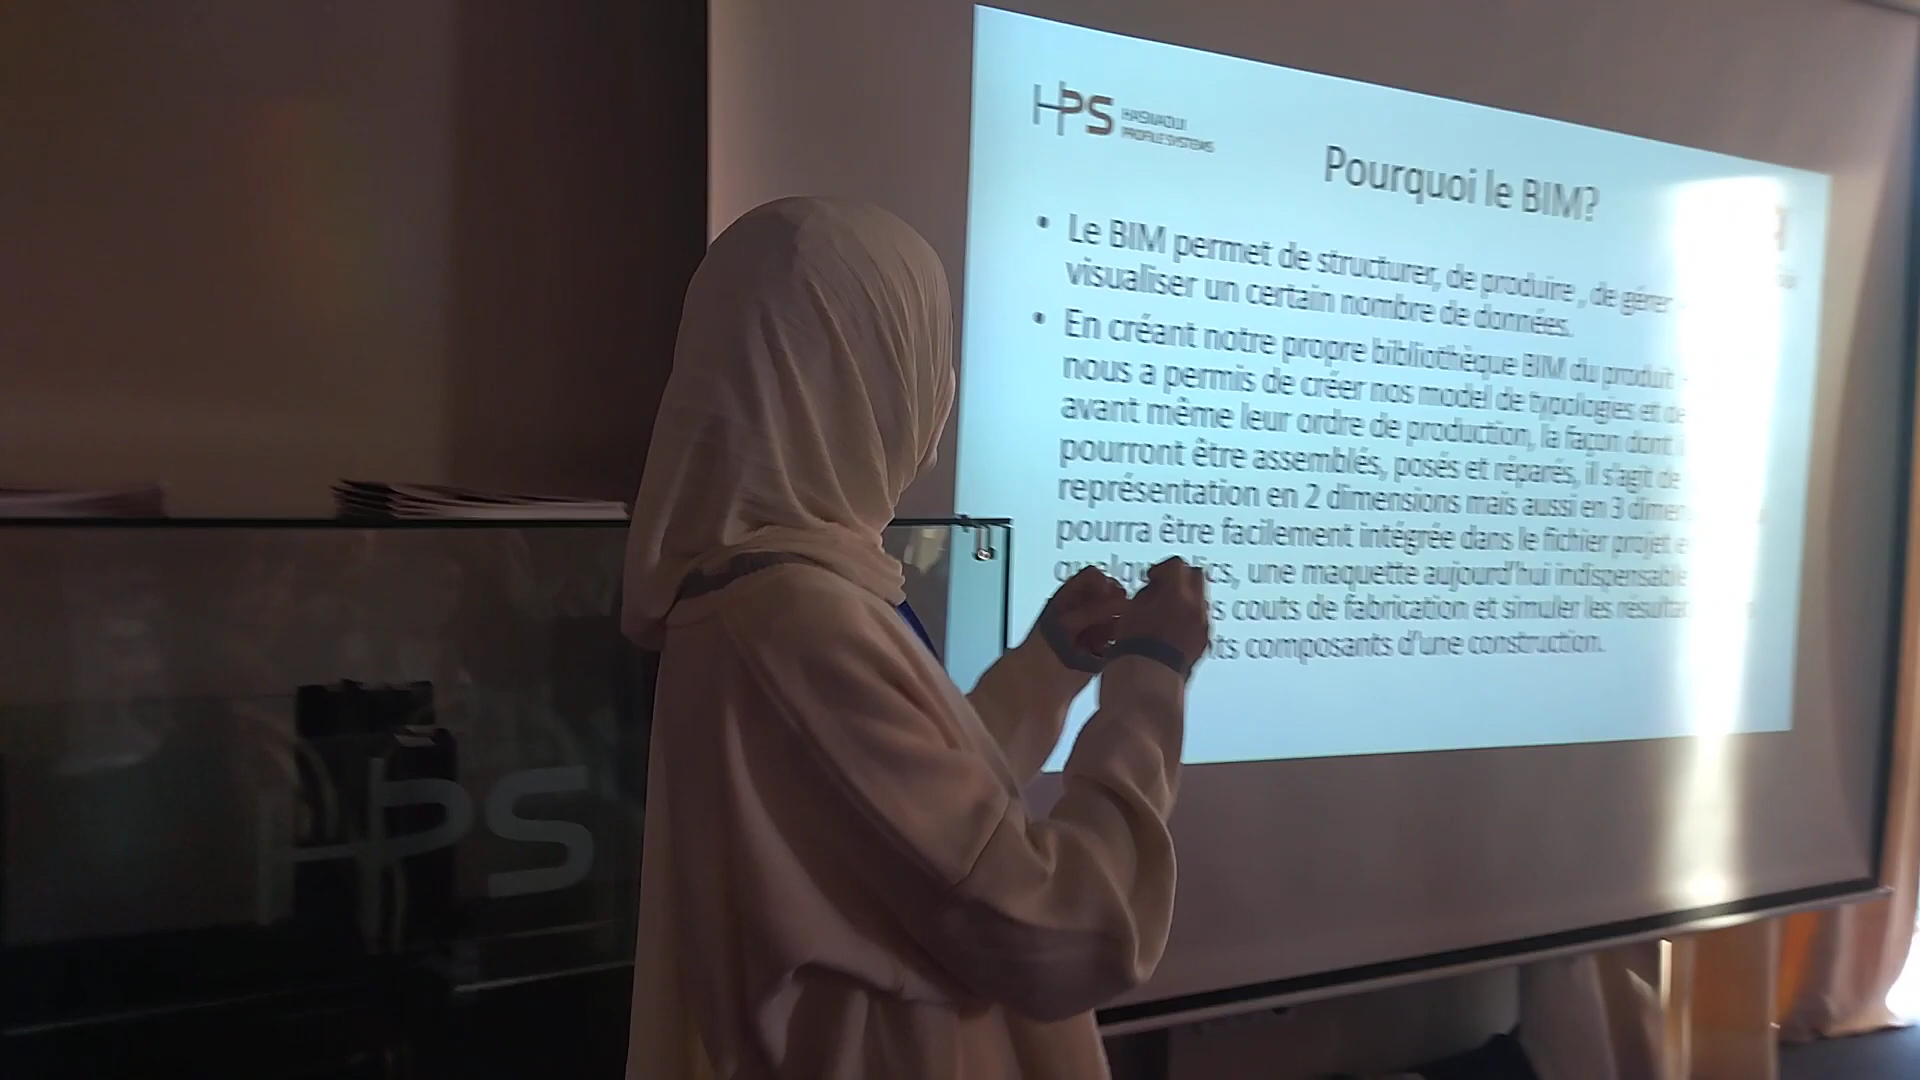 HPS HASNAOUI
PROFILE SYSTEMS
Pourquoi le BIM?
• Le BIM permet de structurer, de produire , de gérer
visualiser un certain nombre de données.
• En créant notre propre bibliothèque BIM du produit
nous a permis de créer nos model de typologies et de
avant même leur ordre de production, la façon dont
pourront être assemblés, posés et réparés, il s'agit de
représentation en 2 dimensions mais aussi en 3
pourra être facilement intégrée dans le fichier projet
une maquette aujourd'hui indispensable
couts de fabrication et simuler les
composants d'une construction.
HPS